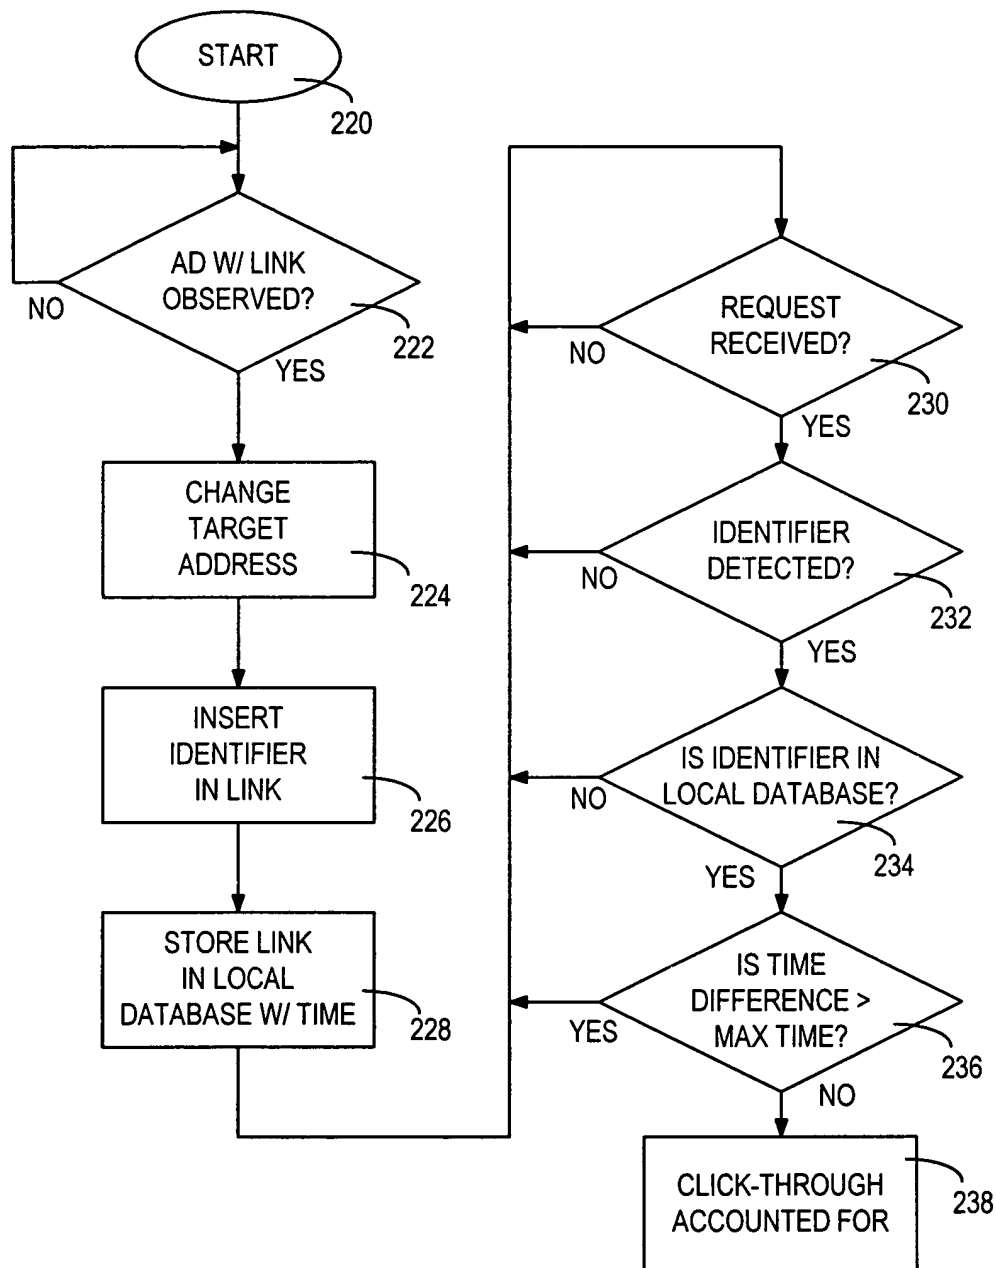 START
220
AD W/ LINK
OBSERVED?
NO
222
YES
CHANGE
TARGET
ADDRESS
224
INSERT
IDENTIFIER
IN LINK
226
STORE LINK
IN LOCAL
DATABASE W/ TIME
228
REQUEST
RECEIVED?
NO
230
YES
IDENTIFIER
DETECTED?
NO
232
YES
IS IDENTIFIER IN
LOCAL DATABASE?
NO
234
YES
IS TIME
DIFFERENCE >
MAX TIME?
YES
236
NO
CLICK-THROUGH
ACCOUNTED FOR
238